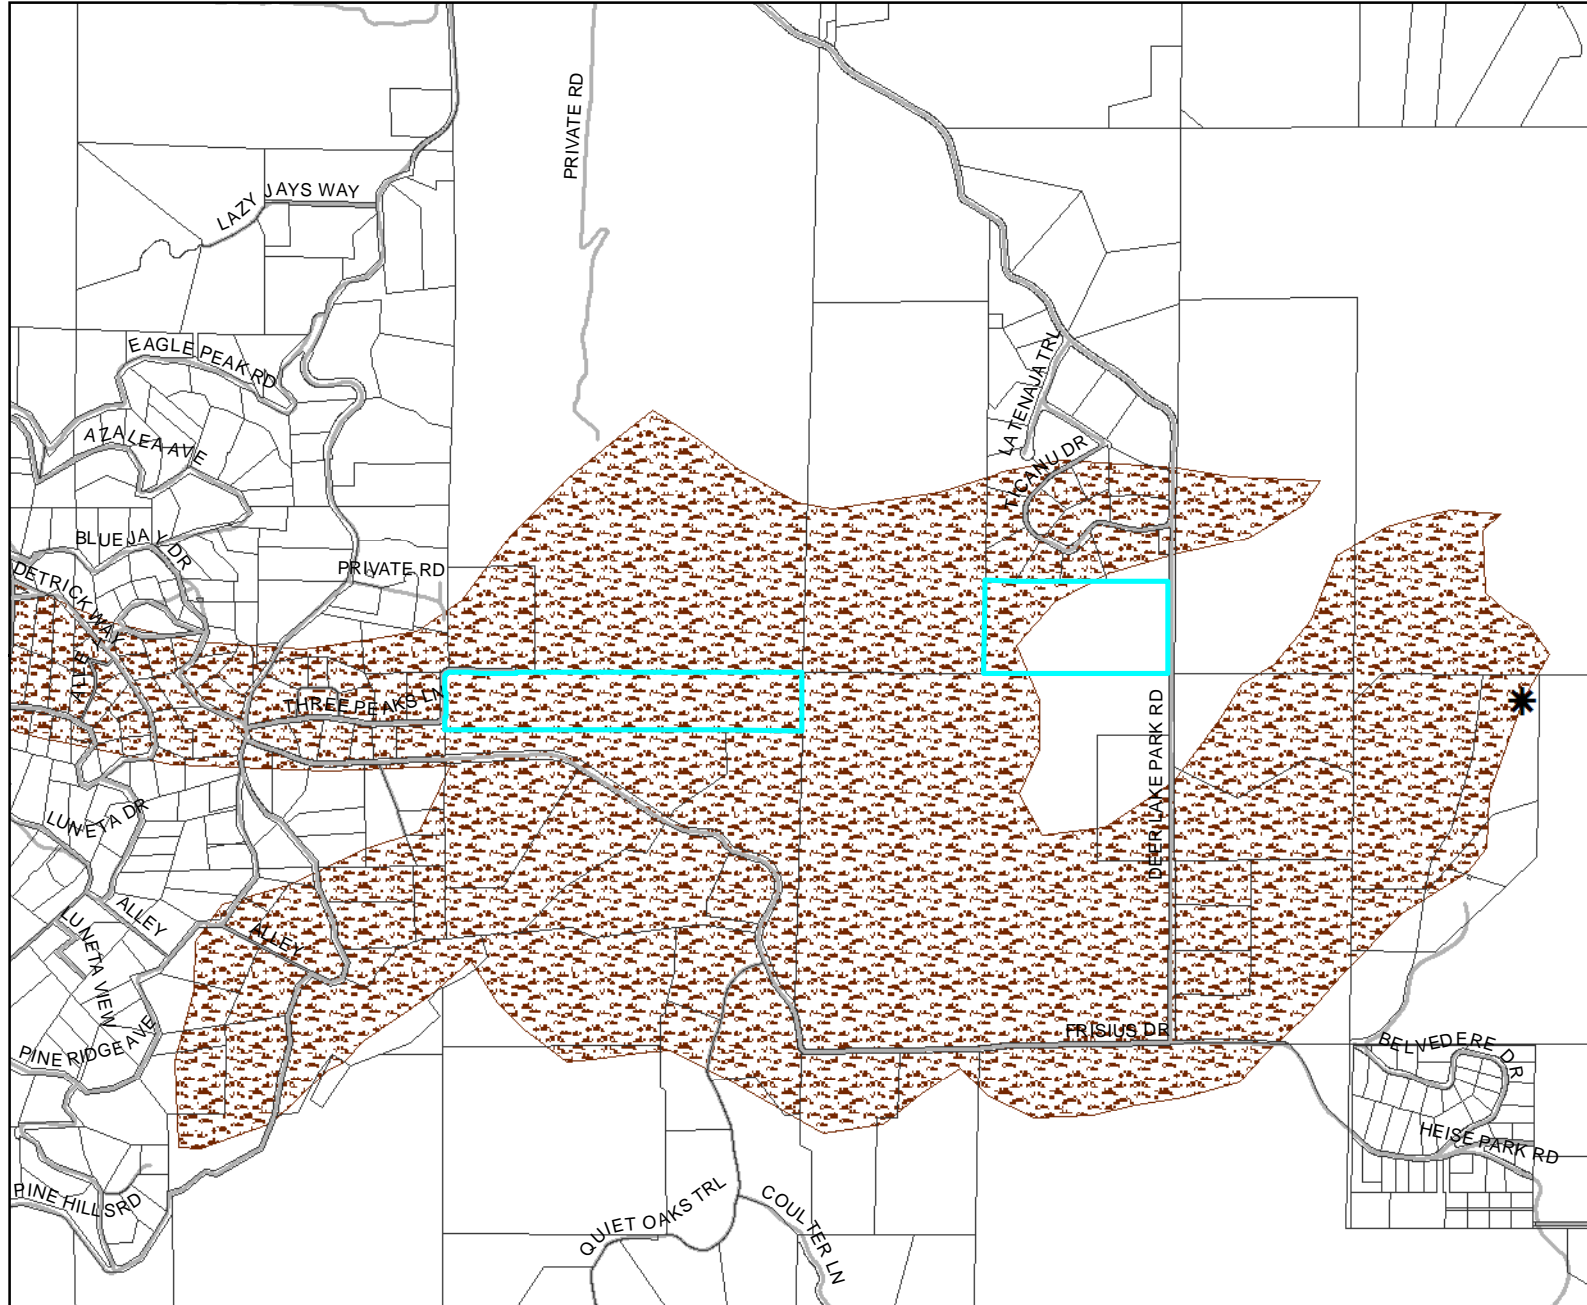 PRIVATE RD
LAZY JAYS WAY
EAGLE PEAK RD
LA TENAJA TRL
AZALEA AVE
TICANU DR
BLUEJAY DR
PRIVATE RD
DETRICK WAY
THREE PEAKS LN
DEER LAKE PARK RD
LUNETA DR
ALLEY
LUNETA VIEW
ALLEY
FRISIUS DR
PINE RIDGE AVE
BELVEDERE DR
HEISE PARK RD
PINE HILLS RD
QUIET OAKS TRL
COULTER LN